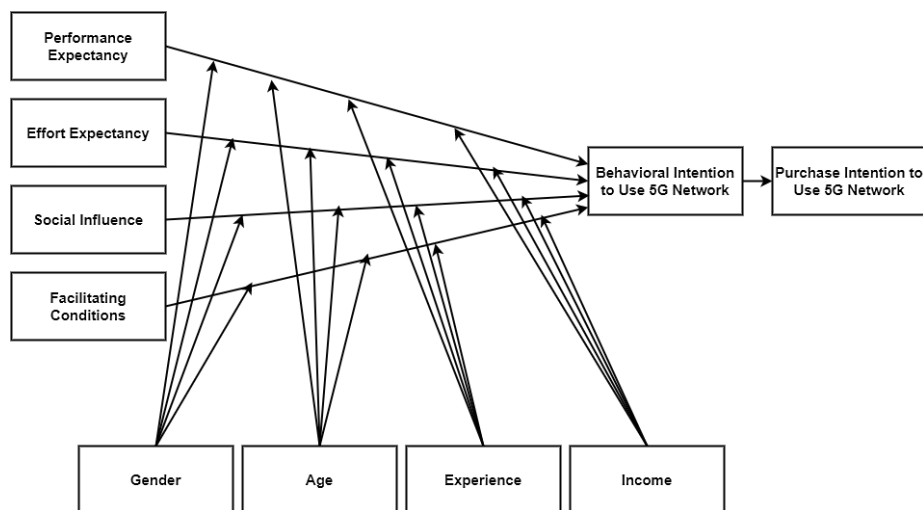 Performance
Expectancy
Effort Expectancy
Social Influence
Facilitating
Conditions
Behavioral Intention
to Use 5G Network
Purchase Intention to
Use 5G Network
Gender
Age
Experience
Income